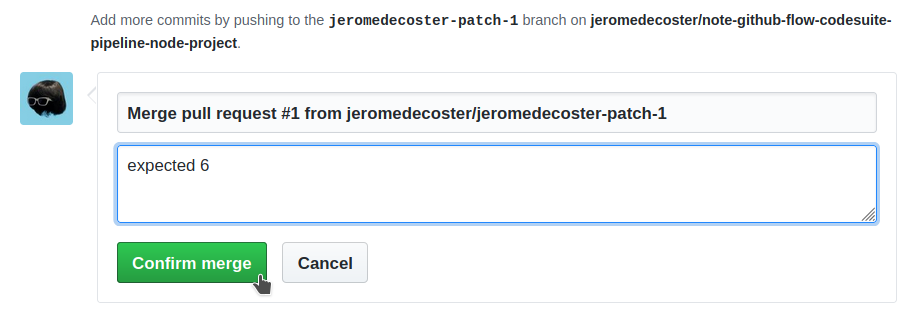 Add more commits by pushing to the jeromedecoster-patch-1 branch on jeromedecoster/note-github-flow-codesuite-
pipeline-node-project.
Merge pull request #1 from jeromedecoster/jeromedecoster-patch-1
expected 6
Confirm merge
Cancel